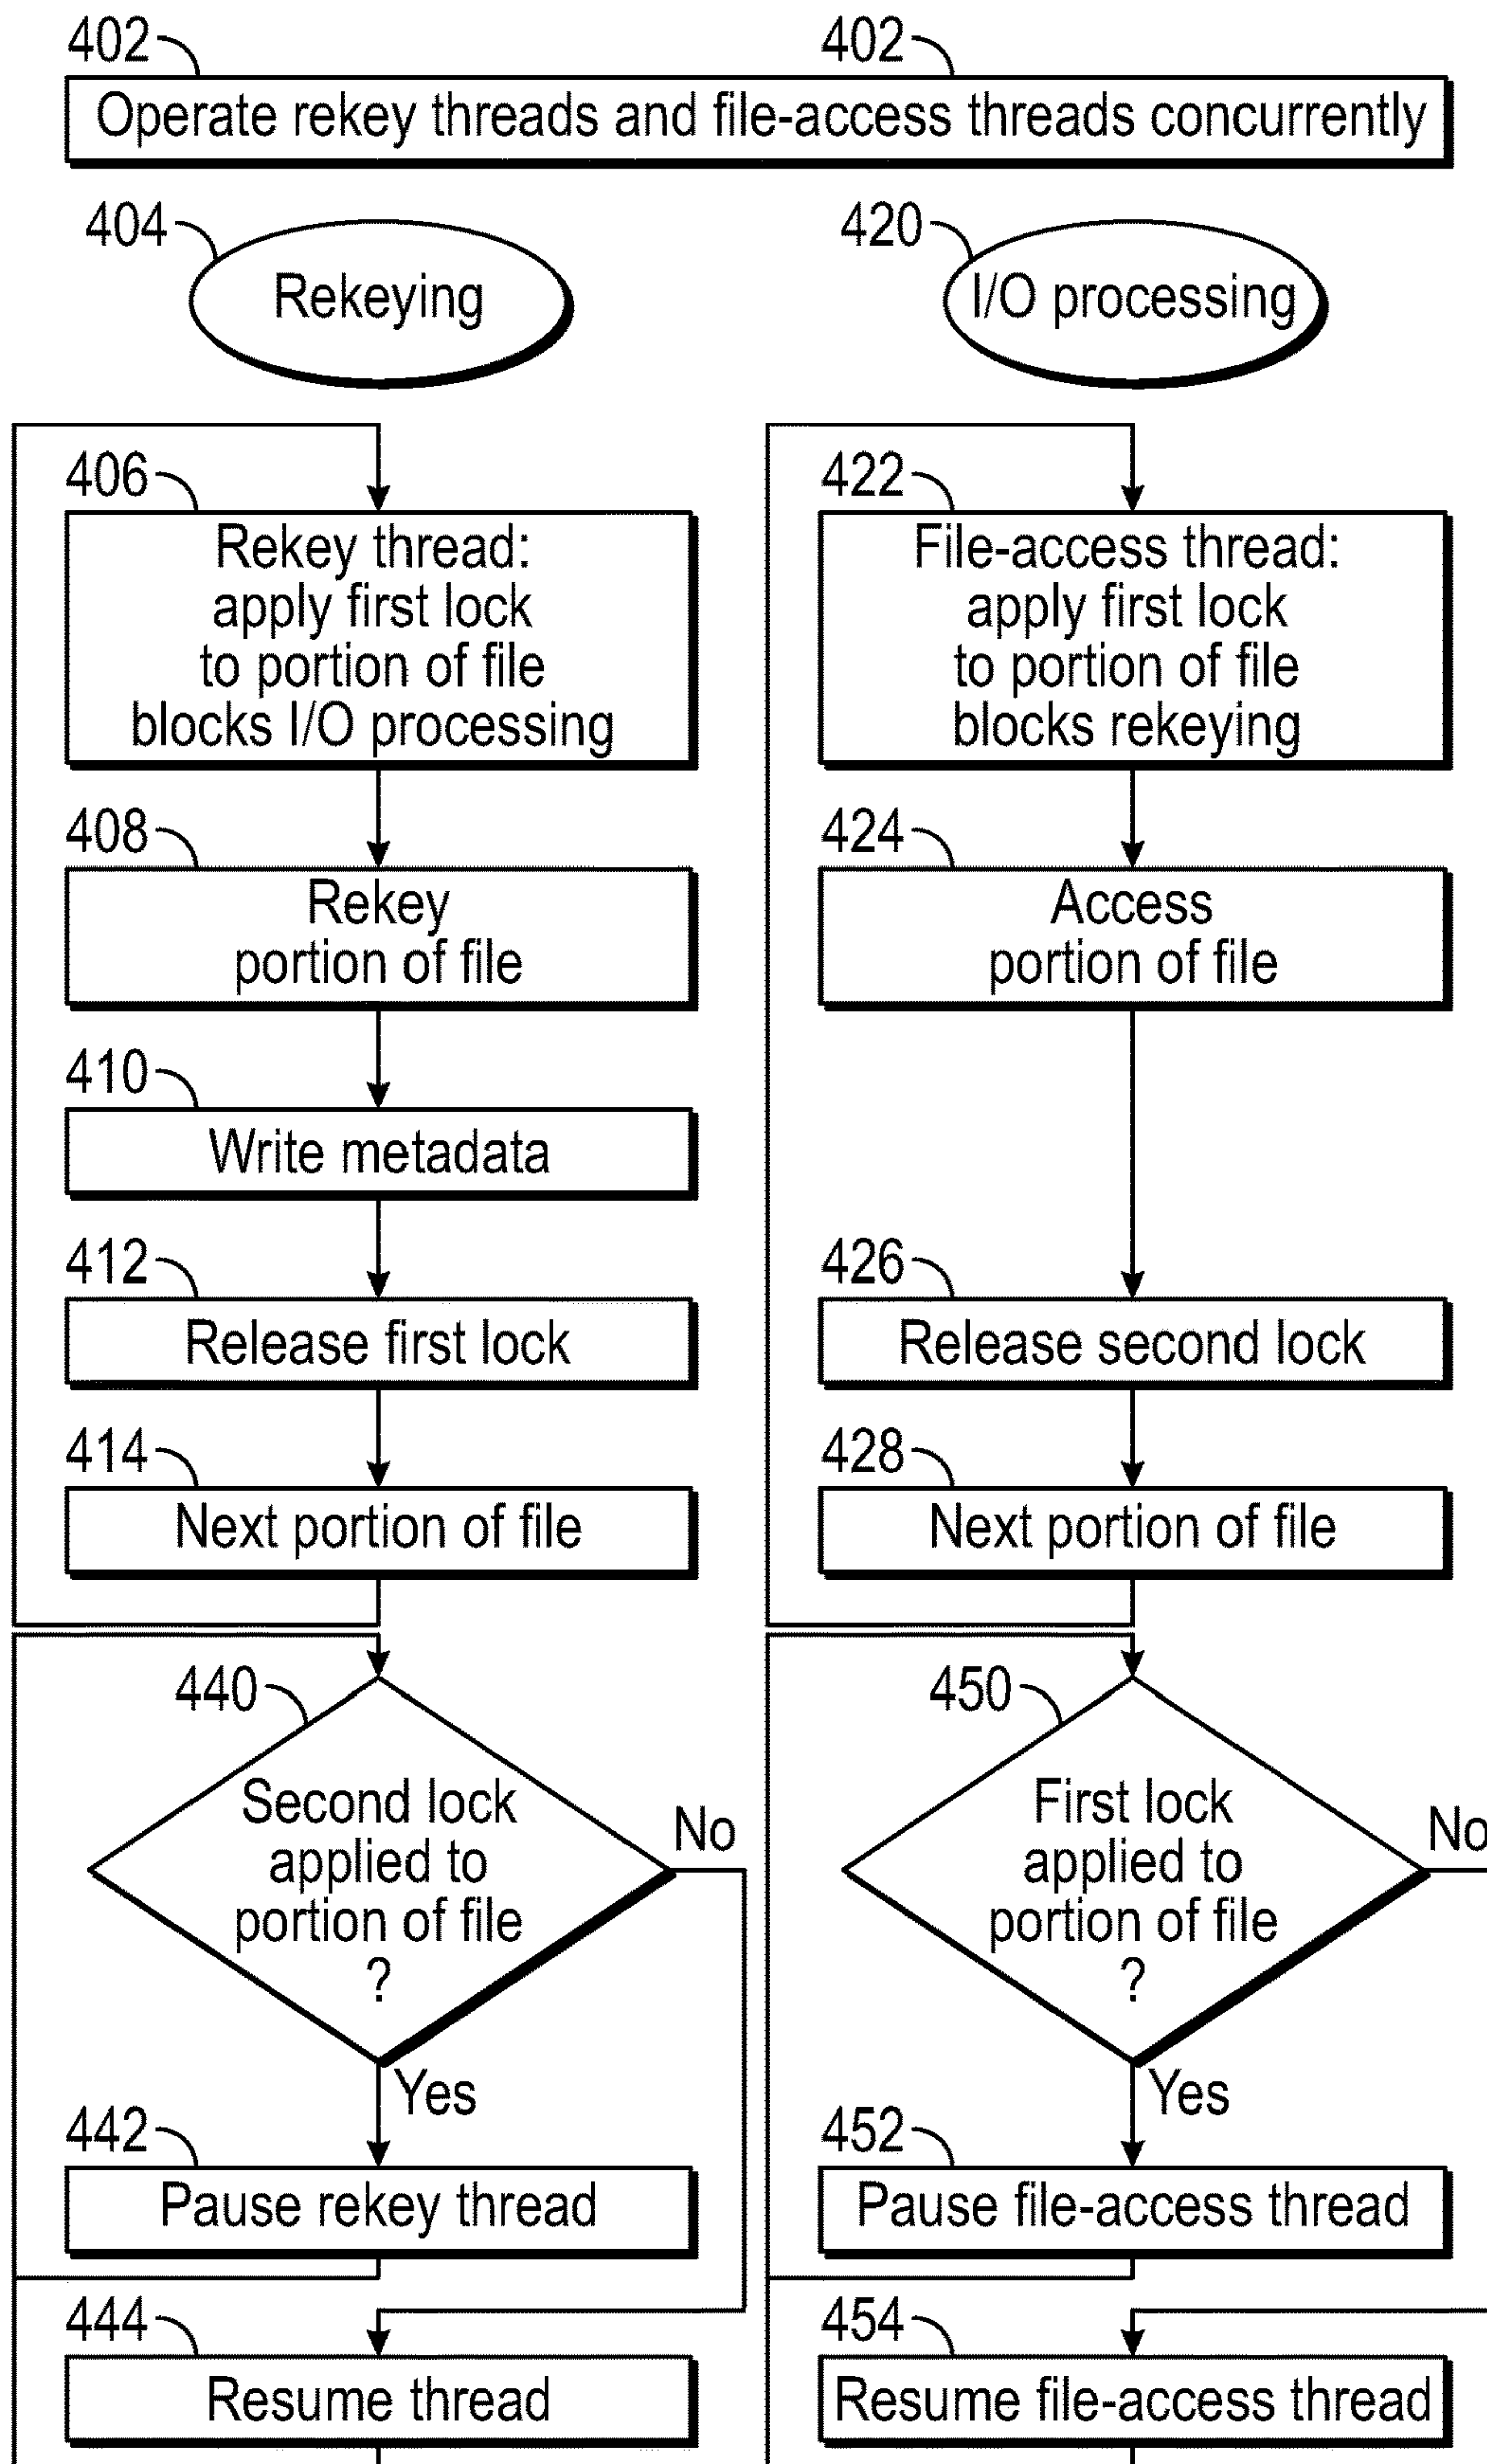 402
402
Operate rekey threads and file-access threads concurrently
404
Rekeying
420
I/O processing
406
Rekey thread:
apply first lock
to portion of file
blocks I/O processing
422
File-access thread:
apply first lock
to portion of file
blocks rekeying
408
Rekey
portion of file
424
Access
portion of file
410
Write metadata
412
Release first lock
426
Release second lock
414
Next portion of file
428
Next portion of file
440
Second lock
applied to
portion of file
?
No
Yes
450
First lock
applied to
portion of file
?
No
Yes
442
Pause rekey thread
452
Pause file-access thread
444
Resume thread
454
Resume file-access thread